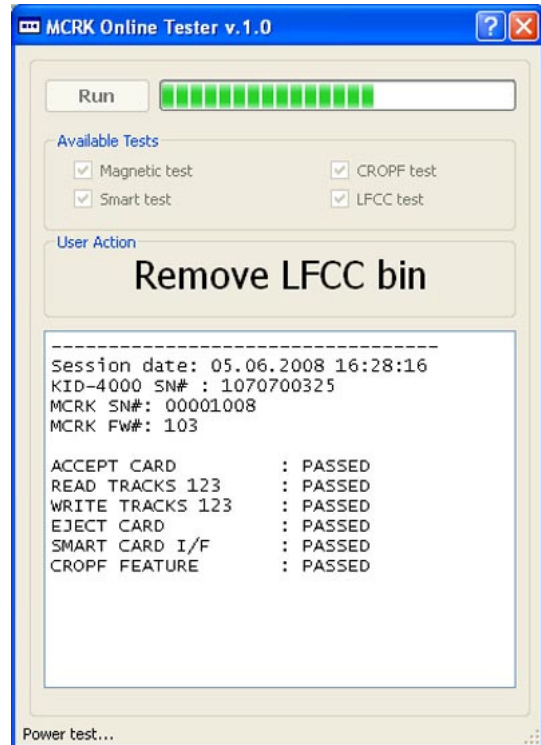 MCRK Online Tester v.1.0
Run
Available Tests
Magnetic test CROPF test
Smart test LFCC test
User Action
Remove LFCC bin
-----------------------------------
Session date: 05.06.2008 16:28:16
KID-4000 SN# : 1070700325
MCRK SN#: 00001008
MCRK FW#: 103
ACCEPT CARD : PASSED
READ TRACKS 123 : PASSED
WRITE TRACKS 123 : PASSED
EJECT CARD : PASSED
SMART CARD I/F : PASSED
CROPF FEATURE : PASSED
Power test...